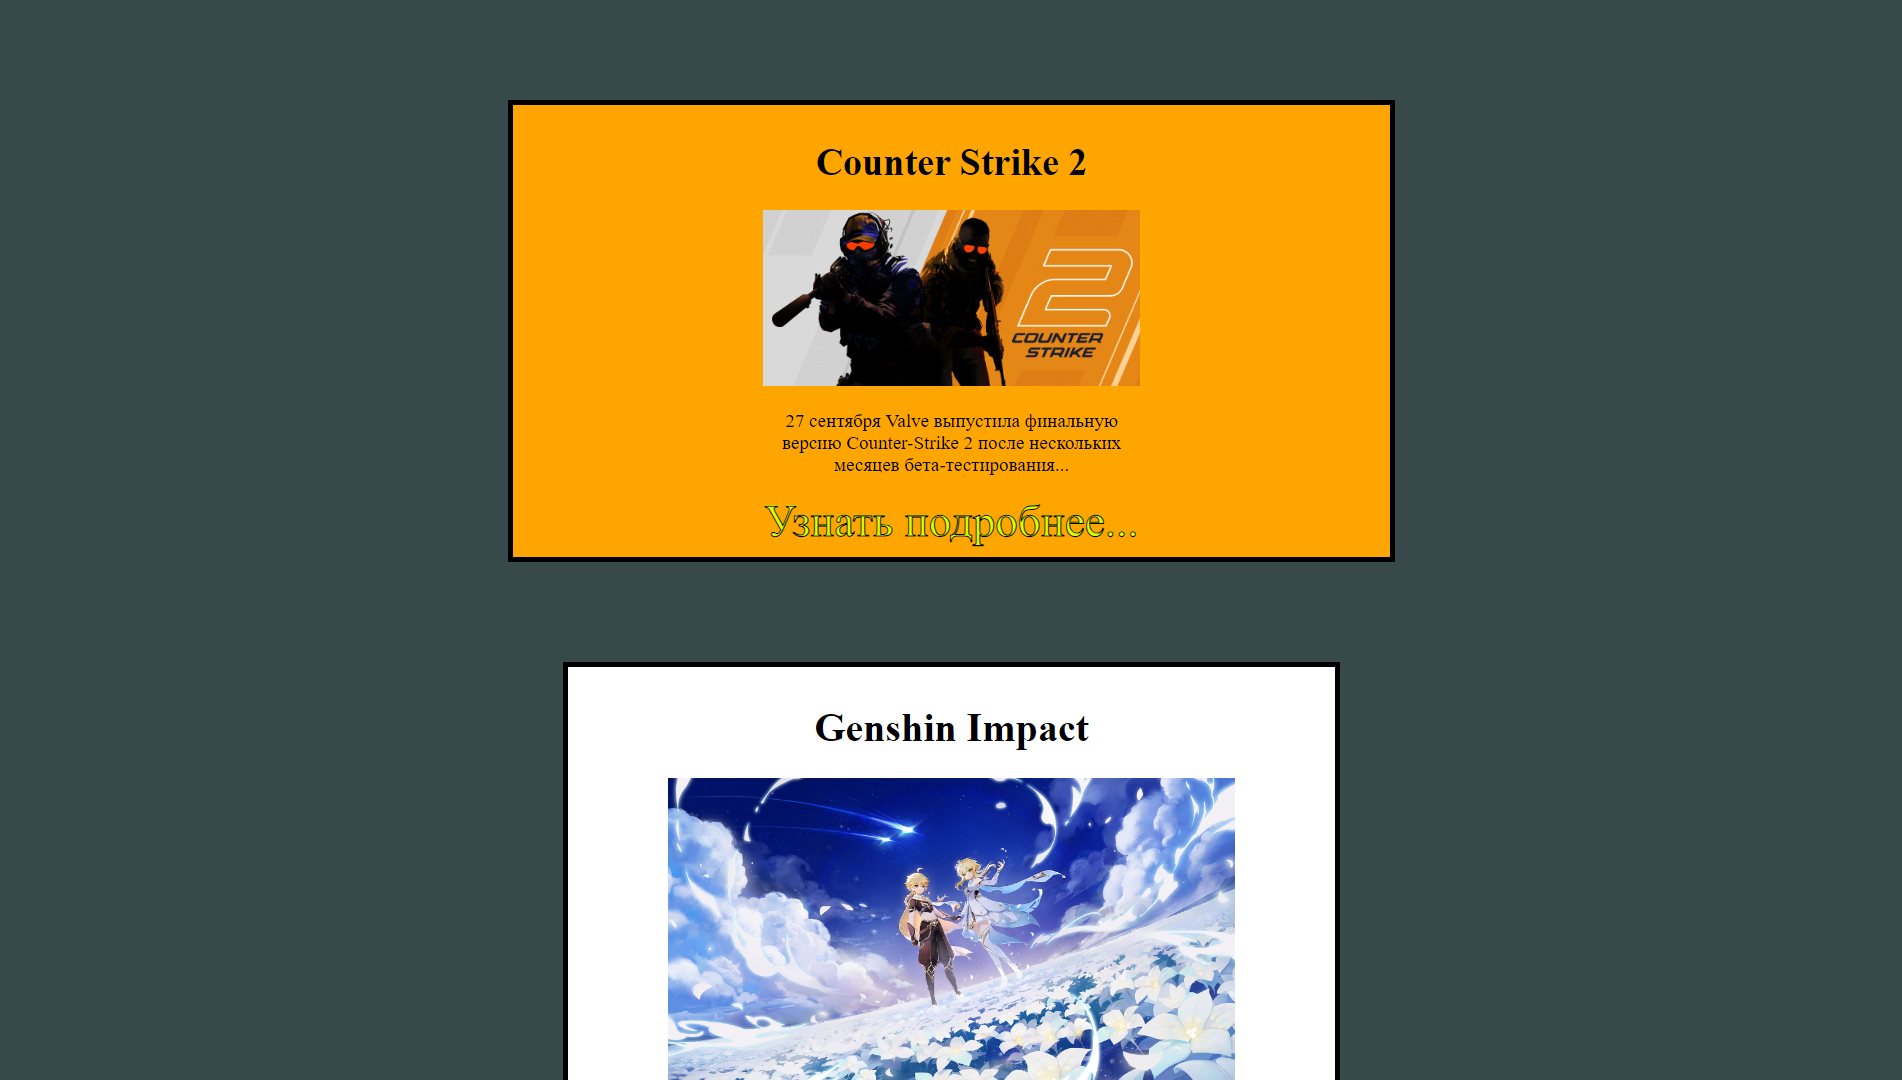 Counter Strike 2
2
COUNTER
STRIKE
27 сентября Valve выпустила финальную
версию Counter-Strike 2 после нескольких
месяцев бета-тестирования...
Узнать подробнее...
Genshin Impact